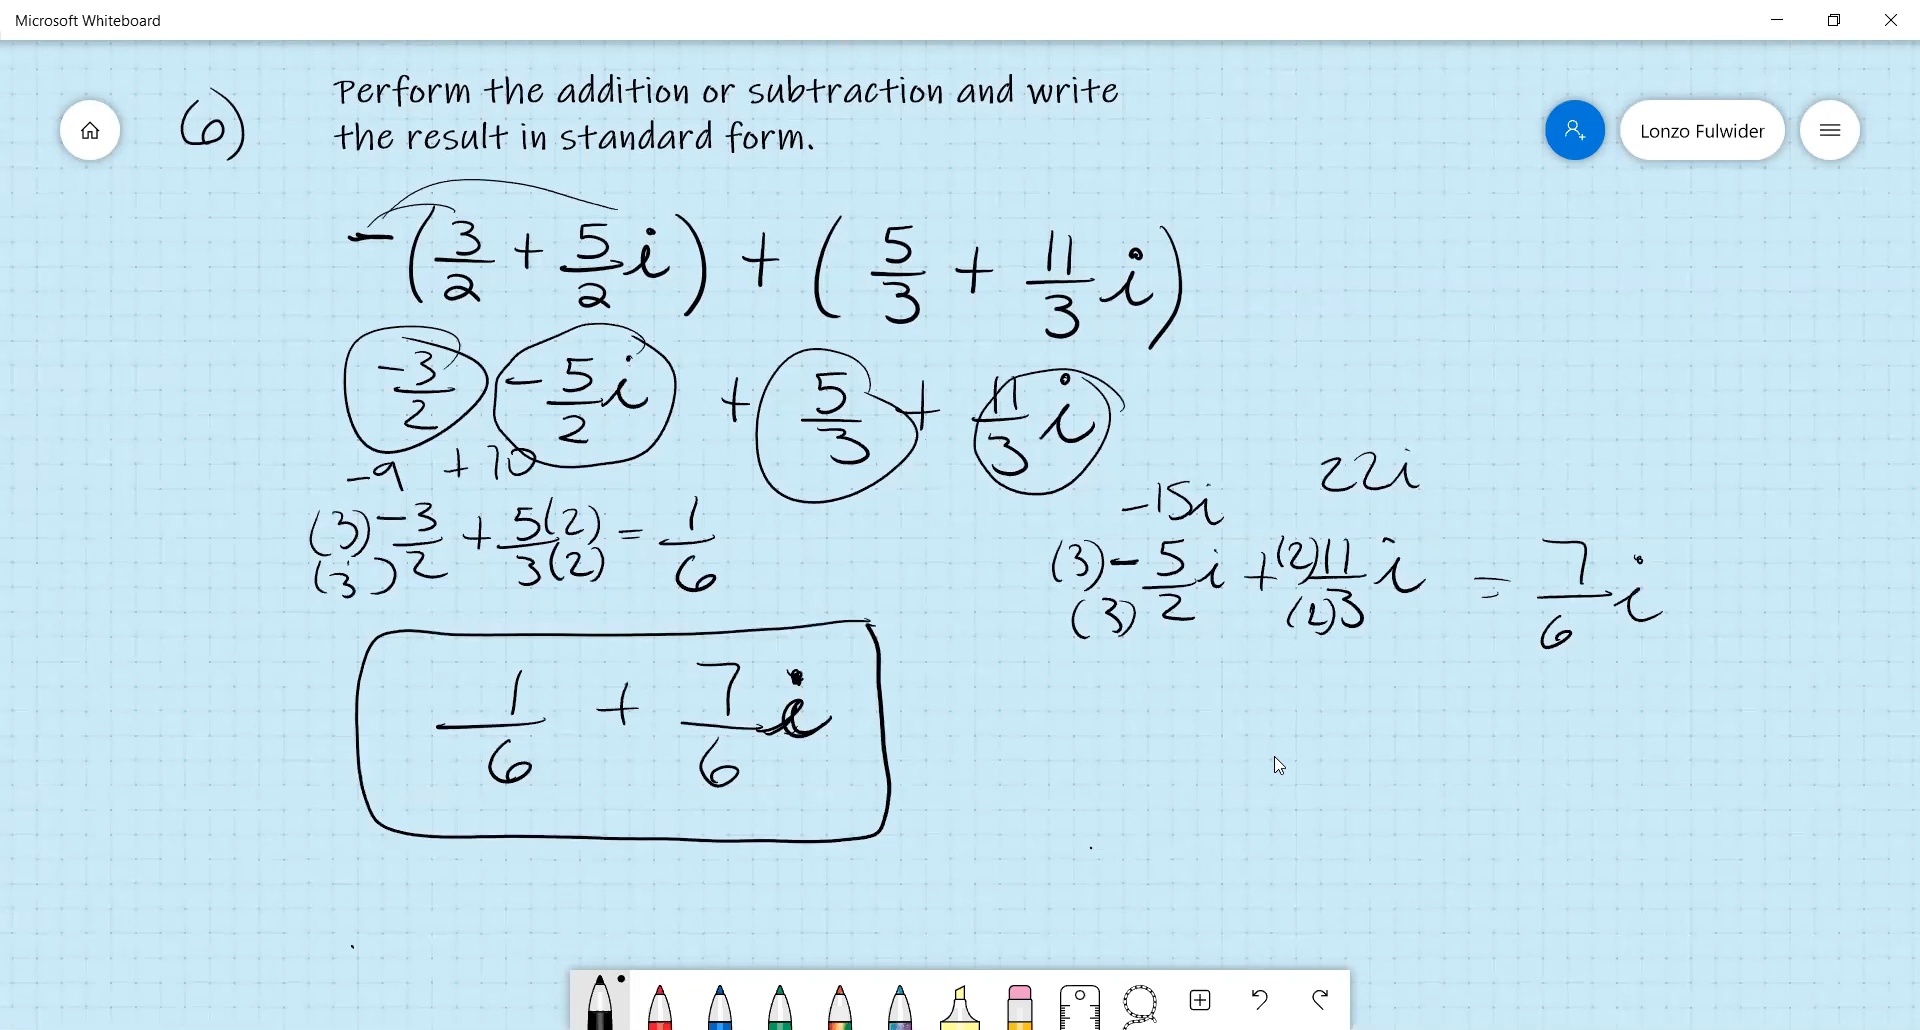 Microsoft Whiteboard
6) Perform the addition or subtraction and write
the result in standard form.
Lonzo Fulwider
-(3/2 + 5/2 i) + (5/3 + 11/3 i)
-3/2 - 5/2 i + 5/3 + 11/3 i
-9 + 10
(3)-3/(3)2 + 5(2)/3(2) = 1/6
-15i 22i
(3)-5/(3)2 i + (2)11/(2)3 i = 7/6 i
1/6 + 7/6 i